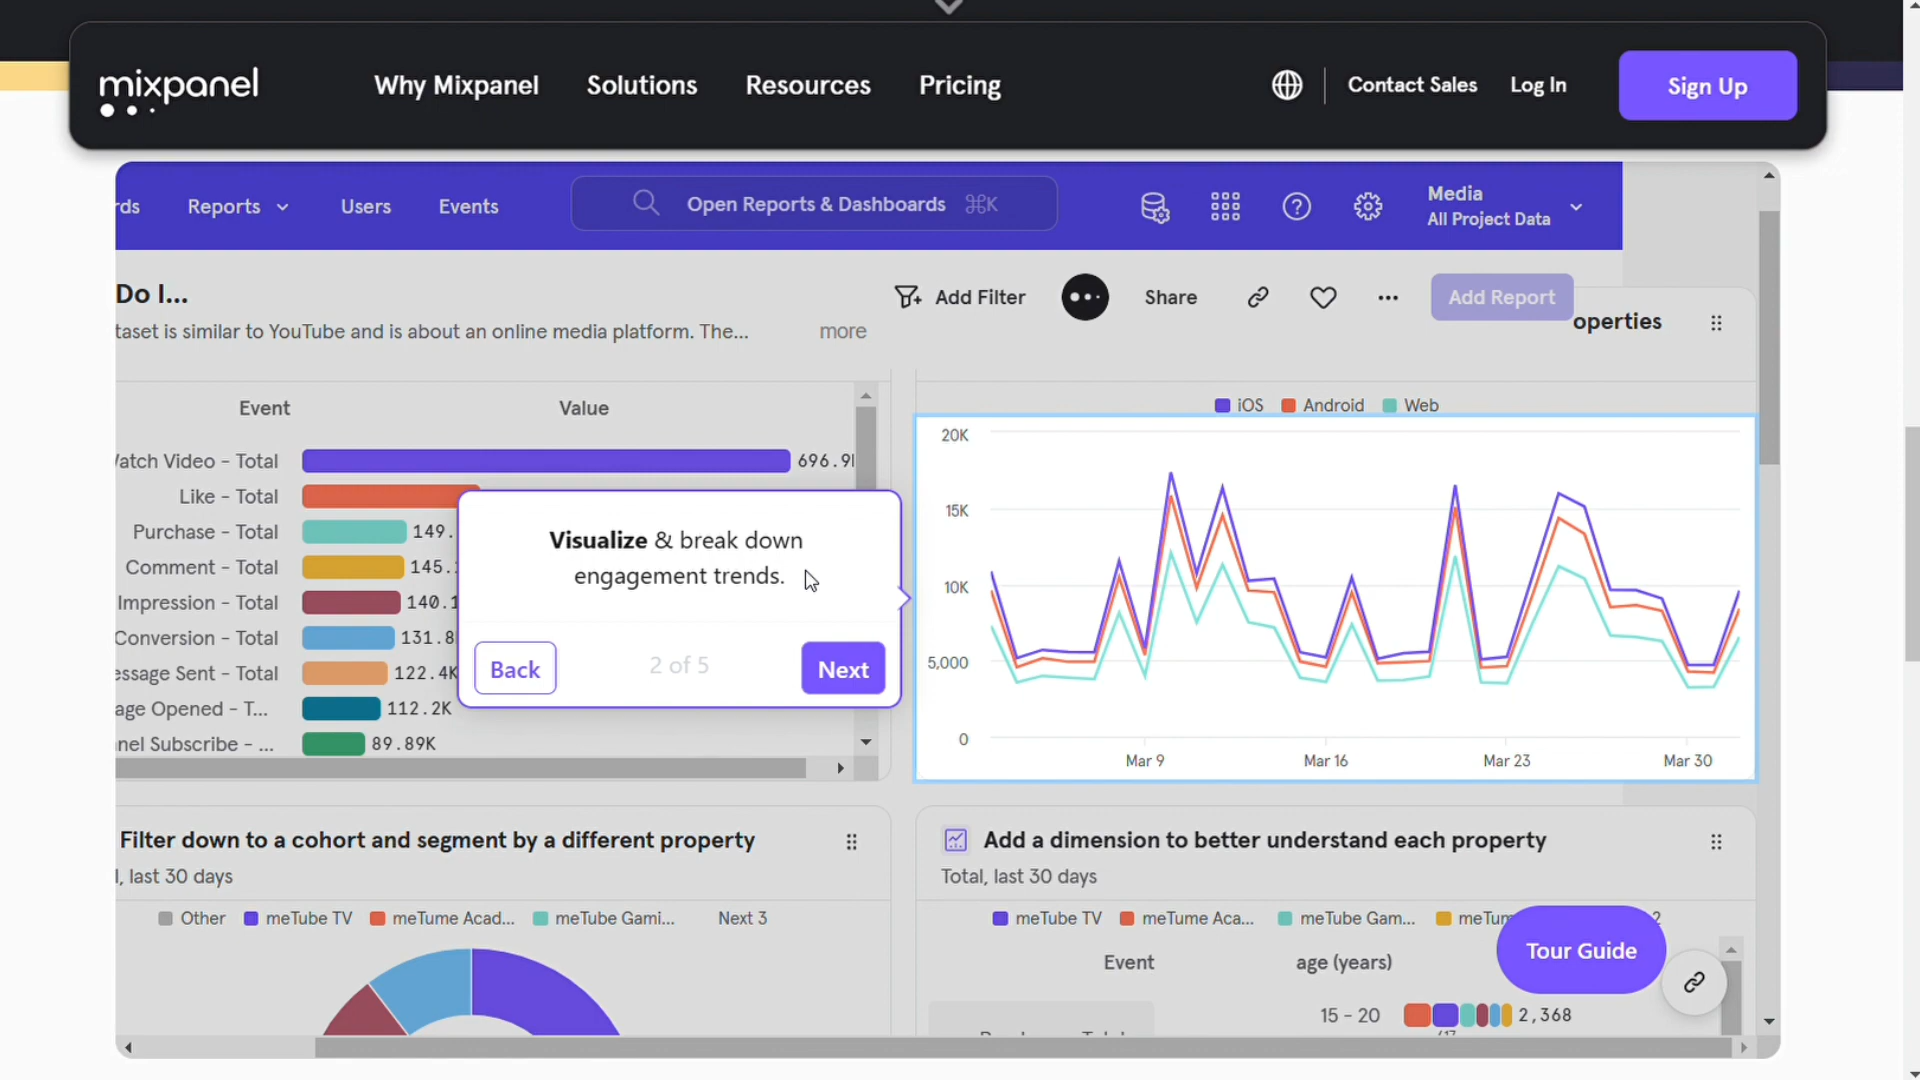 mixpanel
Why Mixpanel
Solutions
Resources
Pricing
Contact Sales
Log In
Sign Up
rds
Reports
Users
Events
Open Reports & Dashboards ⌘K
Media
All Project Data
Do I...
taset is similar to YouTube and is about an online media platform. The...
more
Add Filter
Share
Add Report
operties
Event
Value
atch Video - Total
696.9
Like - Total
Purchase - Total
149.
Comment - Total
145.
Impression - Total
140.1
Conversion - Total
131.8
essage Sent - Total
122.4K
age Opened - T...
112.2K
nel Subscribe - ...
89.89K
Visualize & break down
engagement trends.
Back
2 of 5
Next
iOS
Android
Web
20K
15K
10K
5,000
0
Mar 9
Mar 16
Mar 23
Mar 30
Filter down to a cohort and segment by a different property
l, last 30 days
Other
meTube TV
meTume Acad...
meTube Gami...
Next 3
Add a dimension to better understand each property
Total, last 30 days
meTube TV
meTume Aca...
meTube Gam...
meTum
2
Event
age (years)
15 - 20
2,368
Tour Guide